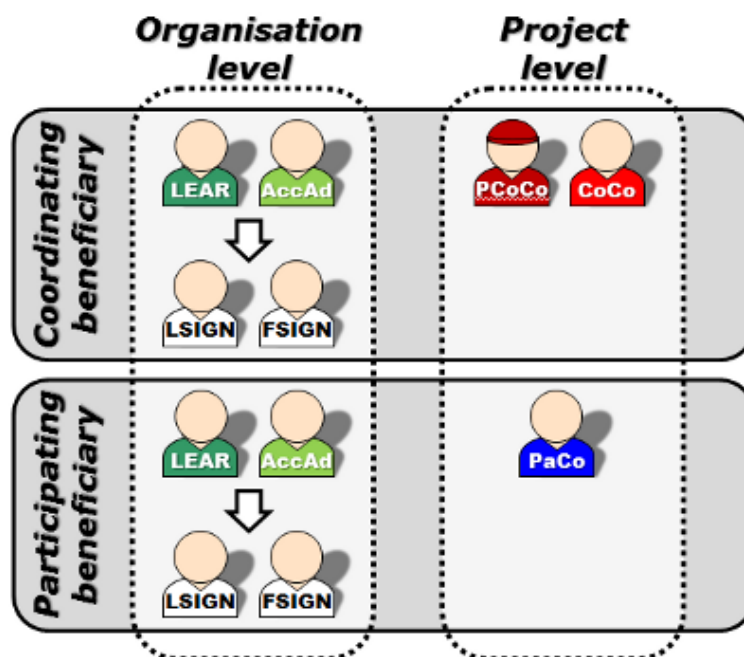 Organisation
level
Project
level
Coordinating
beneficiary
LEAR
AccAd
PCoCo
CoCo
LSIGN
FSIGN
Participating
beneficiary
LEAR
AccAd
PaCo
LSIGN
FSIGN